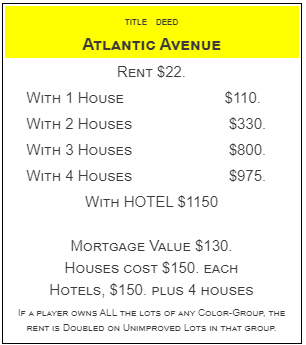 TITLE DEED
ATLANTIC AVENUE
RENT $22.
WITH 1 HOUSE $110.
WITH 2 HOUSES $330.
WITH 3 HOUSES $800.
WITH 4 HOUSES $975.
WITH HOTEL $1150
MORTGAGE VALUE $130.
HOUSES COST $150. EACH
HOTELS, $150. PLUS 4 HOUSES
IF A PLAYER OWNS ALL THE LOTS OF ANY COLOR-GROUP, THE
RENT IS DOUBLED ON UNIMPROVED LOTS IN THAT GROUP.